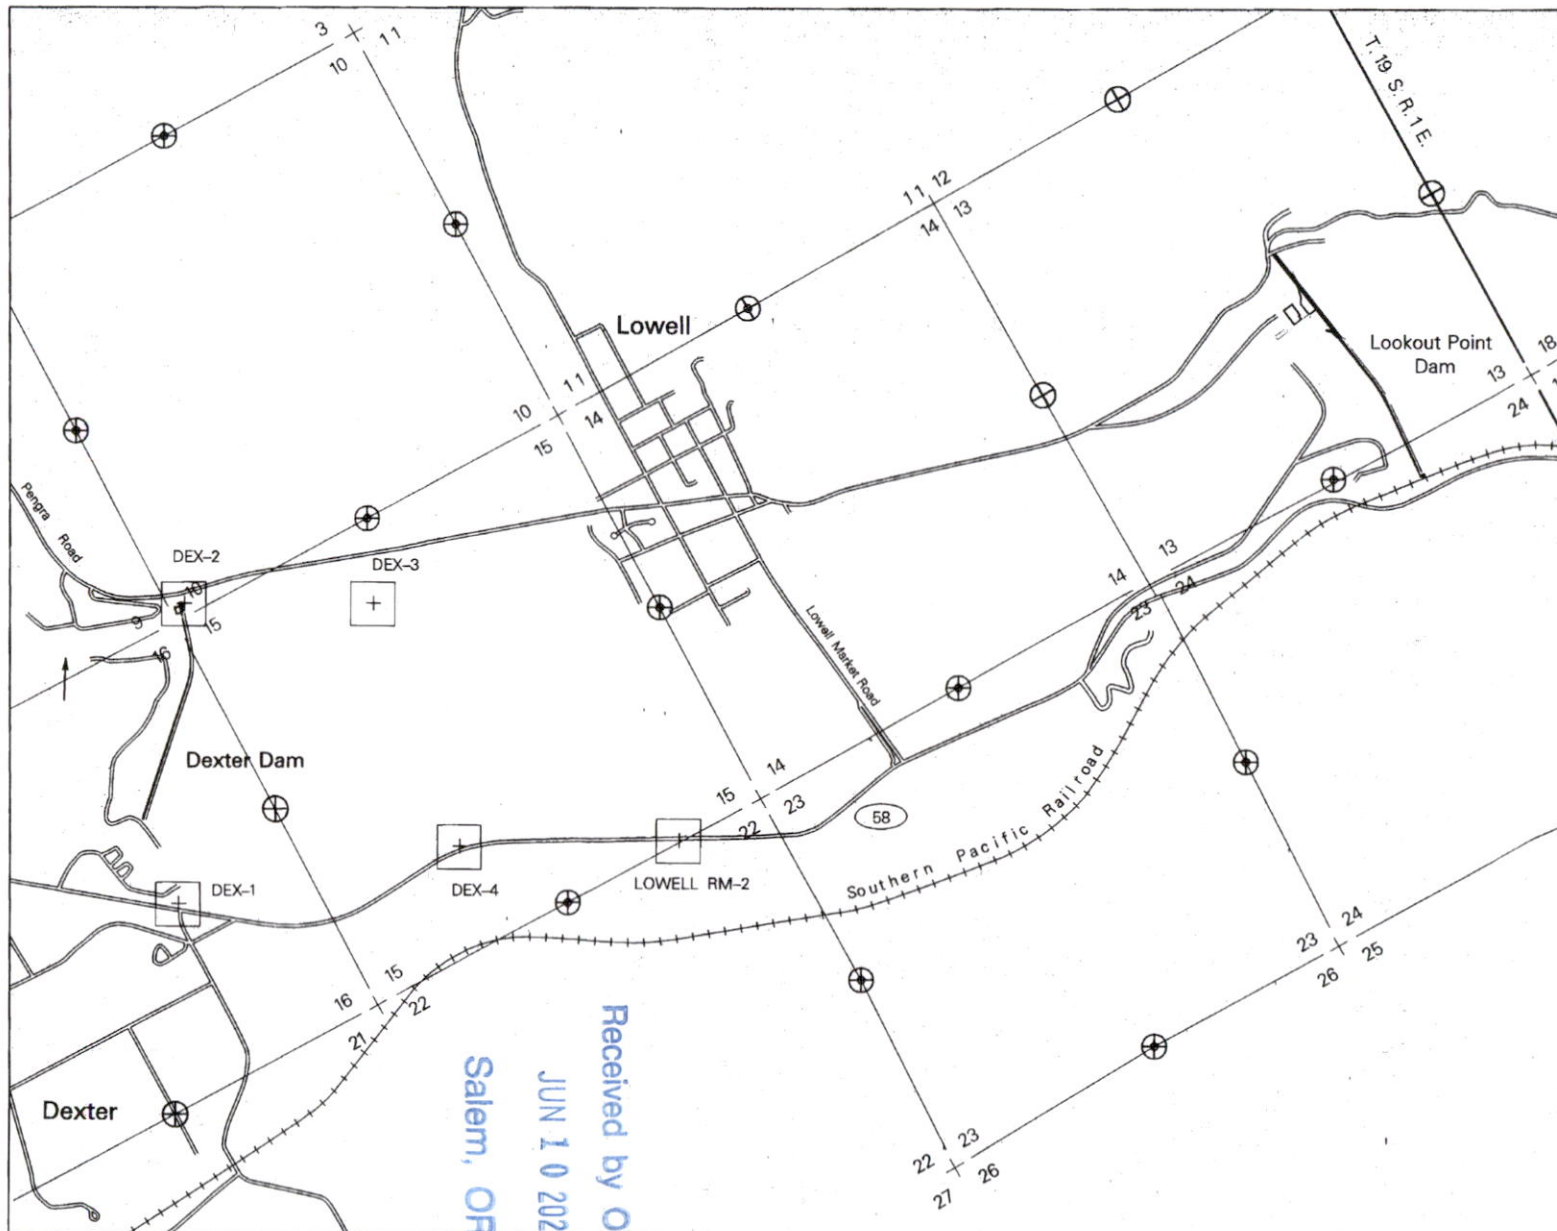 3
11
10
T. 19 S. R. 1 E.
11
12
14
13
Lowell
Lookout Point
Dam
18
13
24
10
11
15
14
Pengra
Road
DEX-2
DEX-3
10
15
9
16
13
14
24
23
Lowell Market Road
Dexter Dam
14
15
23
22
58
Southern Pacific Railroad
DEX-1
DEX-4
LOWELL RM-2
15
16
22
21
24
23
25
26
Dexter
23
22
26
27
Received by O
JUN 10 202
Salem, OR